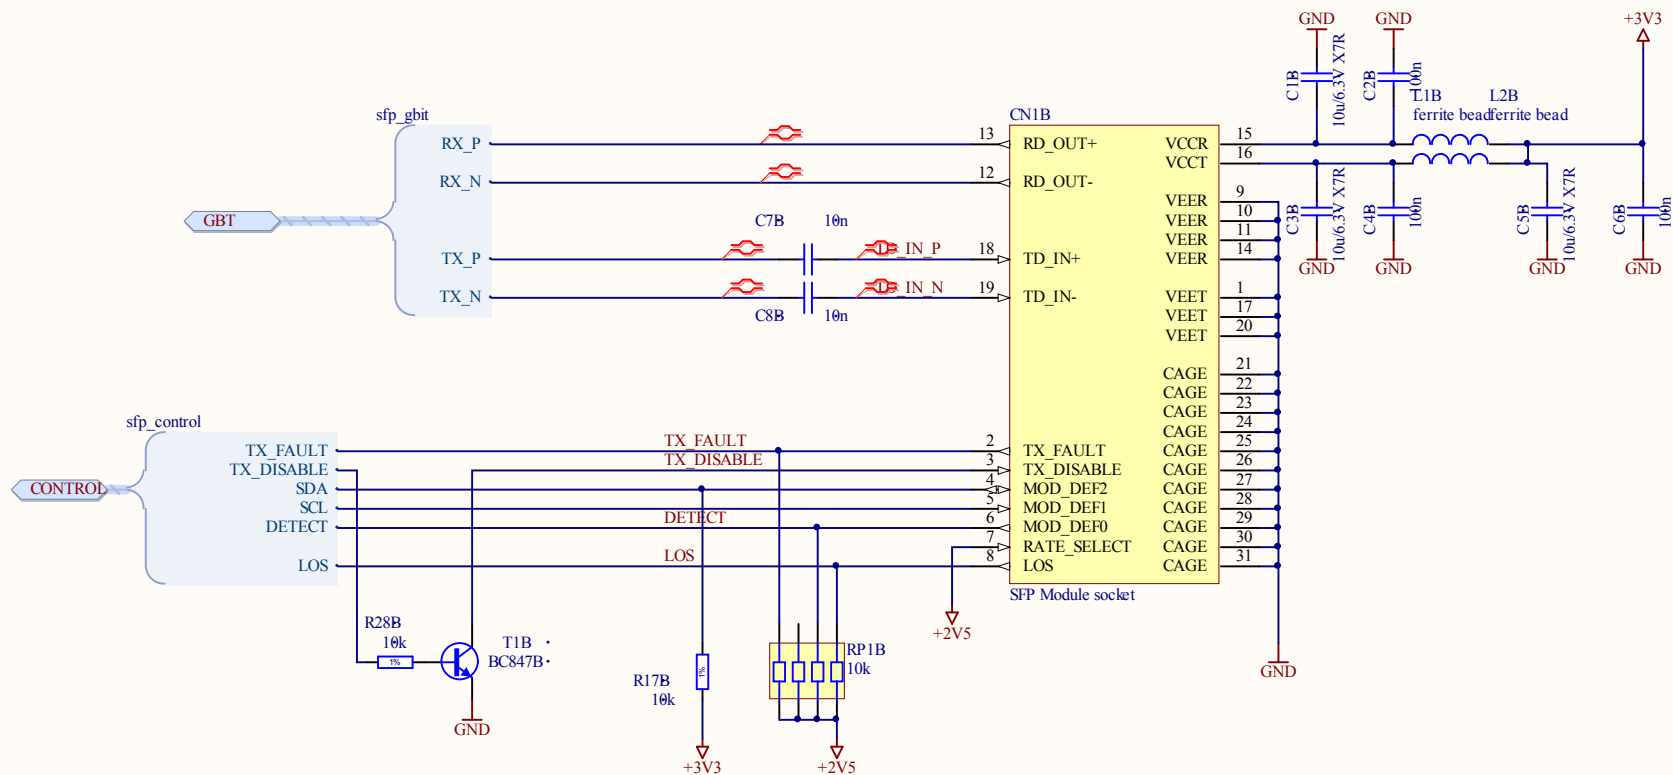 GND
GND
+3V3
C1B
10u/6.3V X7R
C2B
100n
L1B
ferrite bead
L2B
ferrite bead
sfp_gbit
CN1B
RX_P
13
RD_OUT+
VCCR
15
VCCT
16
RX_N
12
RD_OUT-
VEER
9
VEER
10
VEER
11
VEER
14
C3B
10u/6.3V X7R
C4B
100n
C5B
10u/6.3V X7R
C6B
100n
GND
GND
GND
GND
GBT
C7B
10n
TX_P
TD_IN_P
18
TD_IN+
TX_N
TD_IN_N
19
TD_IN-
C8B
10n
VEET
1
VEET
17
VEET
20
CAGE
21
CAGE
22
CAGE
23
CAGE
24
CAGE
25
CAGE
26
CAGE
27
CAGE
28
CAGE
29
CAGE
30
CAGE
31
sfp_control
CONTROL
TX_FAULT
TX_FAULT
2
TX_FAULT
TX_DISABLE
TX_DISABLE
3
TX_DISABLE
SDA
4
MOD_DEF2
SCL
5
MOD_DEF1
DETECT
DETECT
6
MOD_DEF0
7
RATE_SELECT
LOS
LOS
8
LOS
SFP Module socket
+2V5
R28B
10k
1%
T1B
BC847B
GND
R17B
10k
1%
+3V3
RP1B
10k
+2V5
GND